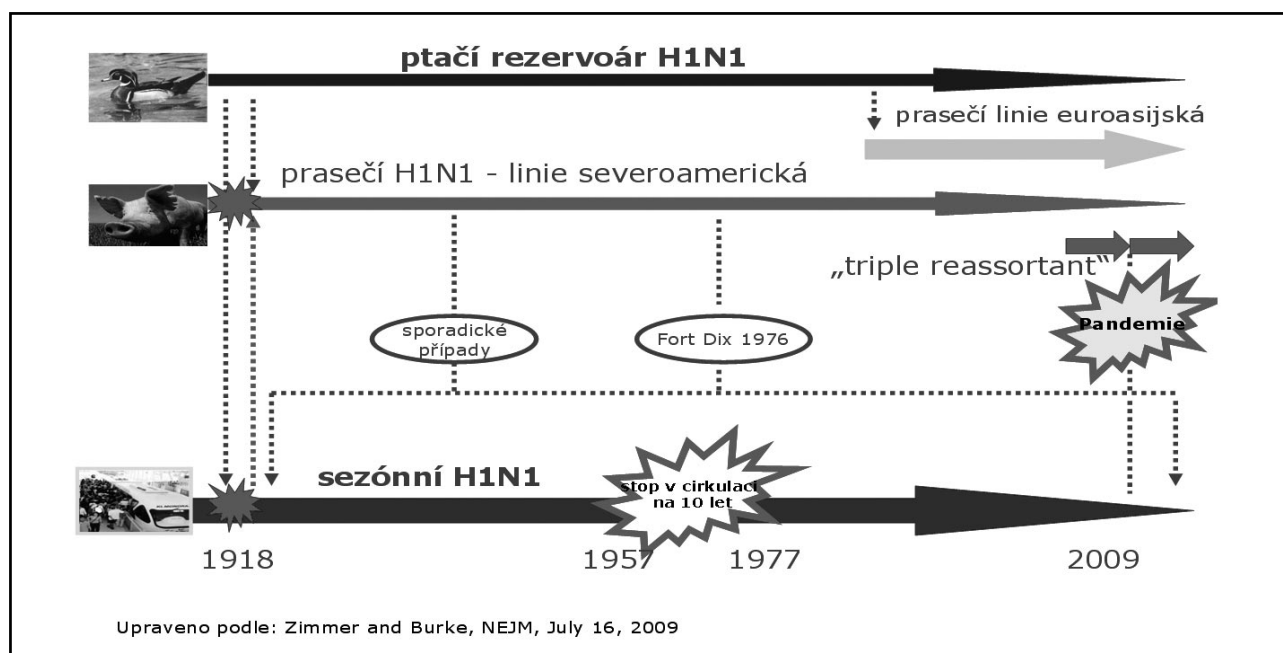 ptačí rezervoár H1N1
prasečí linie euroasijská
prasečí H1N1 - linie severoamerická
„triple reassortant“
sporadické
případy
Fort Dix 1976
Pandemie
sezónní H1N1
stop v cirkulaci
na 10 let
1918
1957
1977
2009
Upraveno podle: Zimmer and Burke, NEJM, July 16, 2009